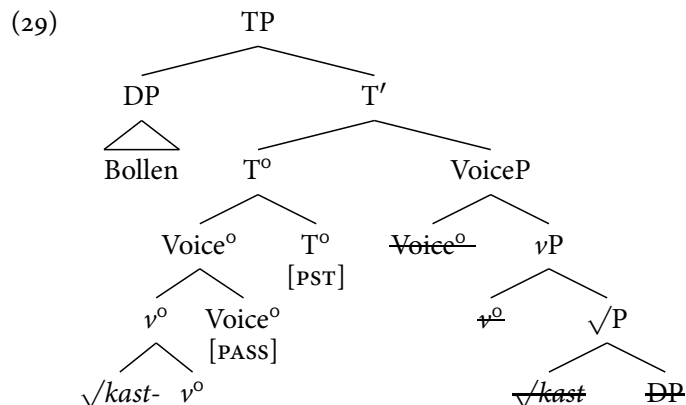 (29) TP
DP T′
Bollen T° VoiceP
Voice° T° Voice° vP
[PST]
v° Voice° v° √P
[PASS]
√kast- v° √kast DP